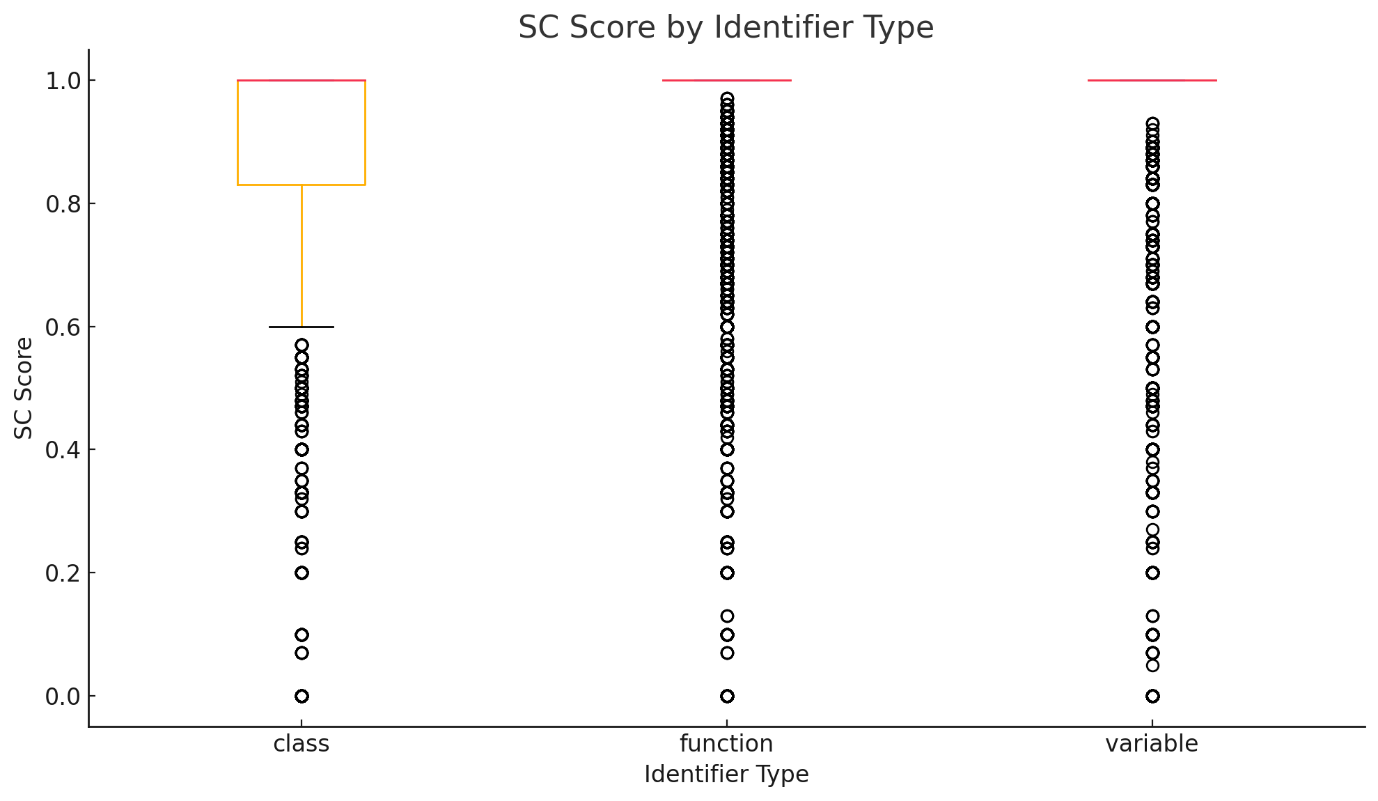 SC Score by Identifier Type
SC Score
1.0
0.8
0.6
0.4
0.2
0.0
class
function
variable
Identifier Type